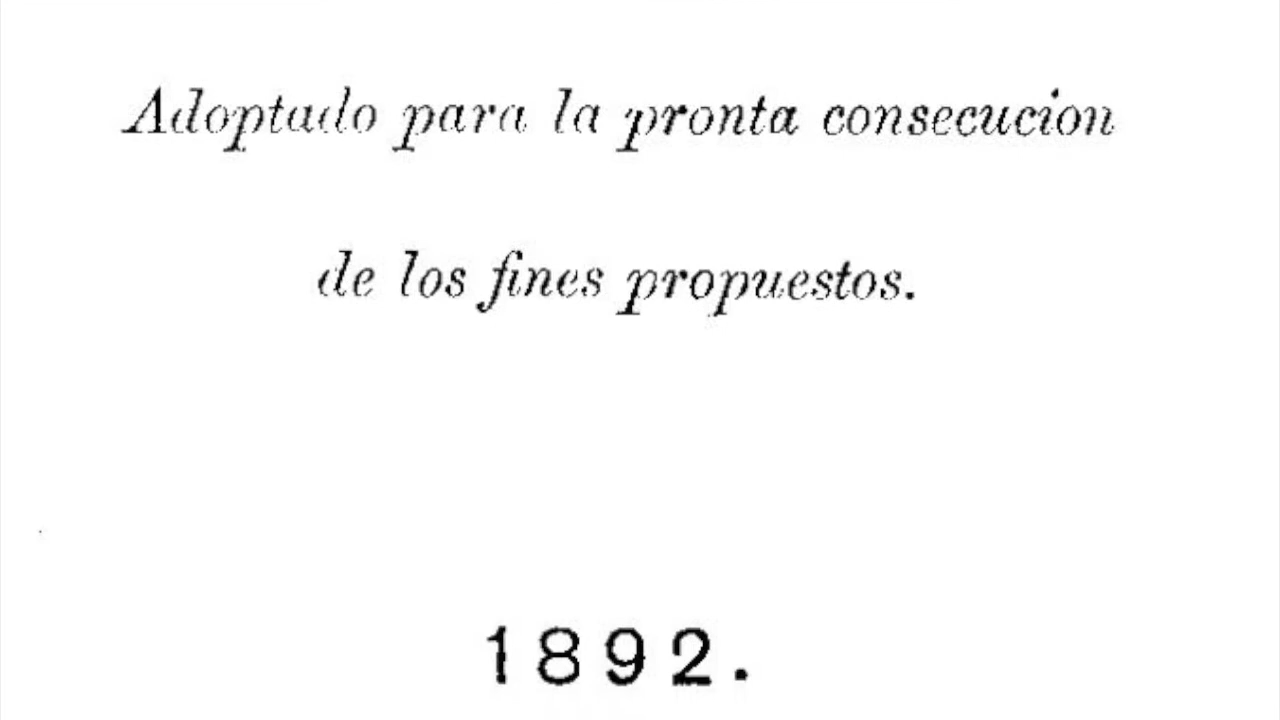 Adoptado para la pronta consecucion
de los fines propuestos.
1892.